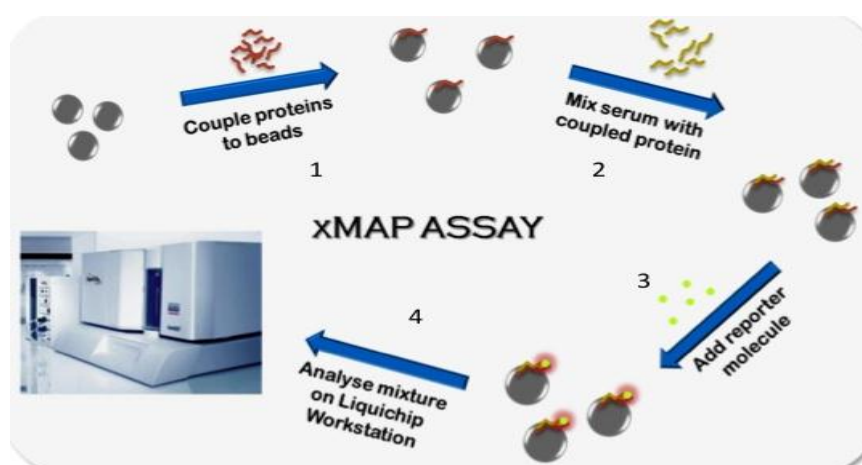 Couple proteins
to beads
1
Mix serum with
coupled protein
2
xMAP ASSAY
3
Add reporter
molecule
4
Analyse mixture
on Liquichip
Workstation